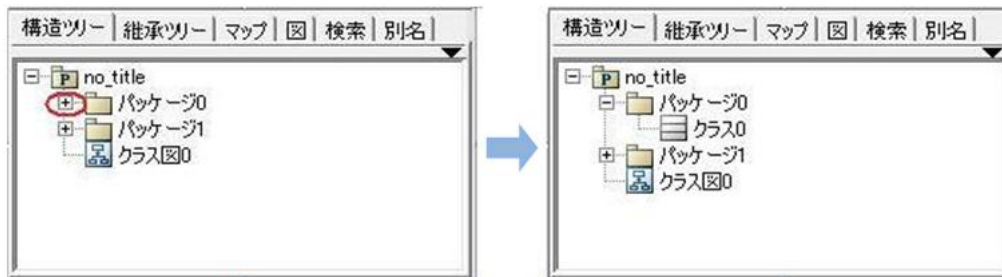 構造ツリー 継承ツリー マップ 図 検索 別名
no_title
パッケージ0
パッケージ1
クラス図0
構造ツリー 継承ツリー マップ 図 検索 別名
no_title
パッケージ0
クラス0
パッケージ1
クラス図0